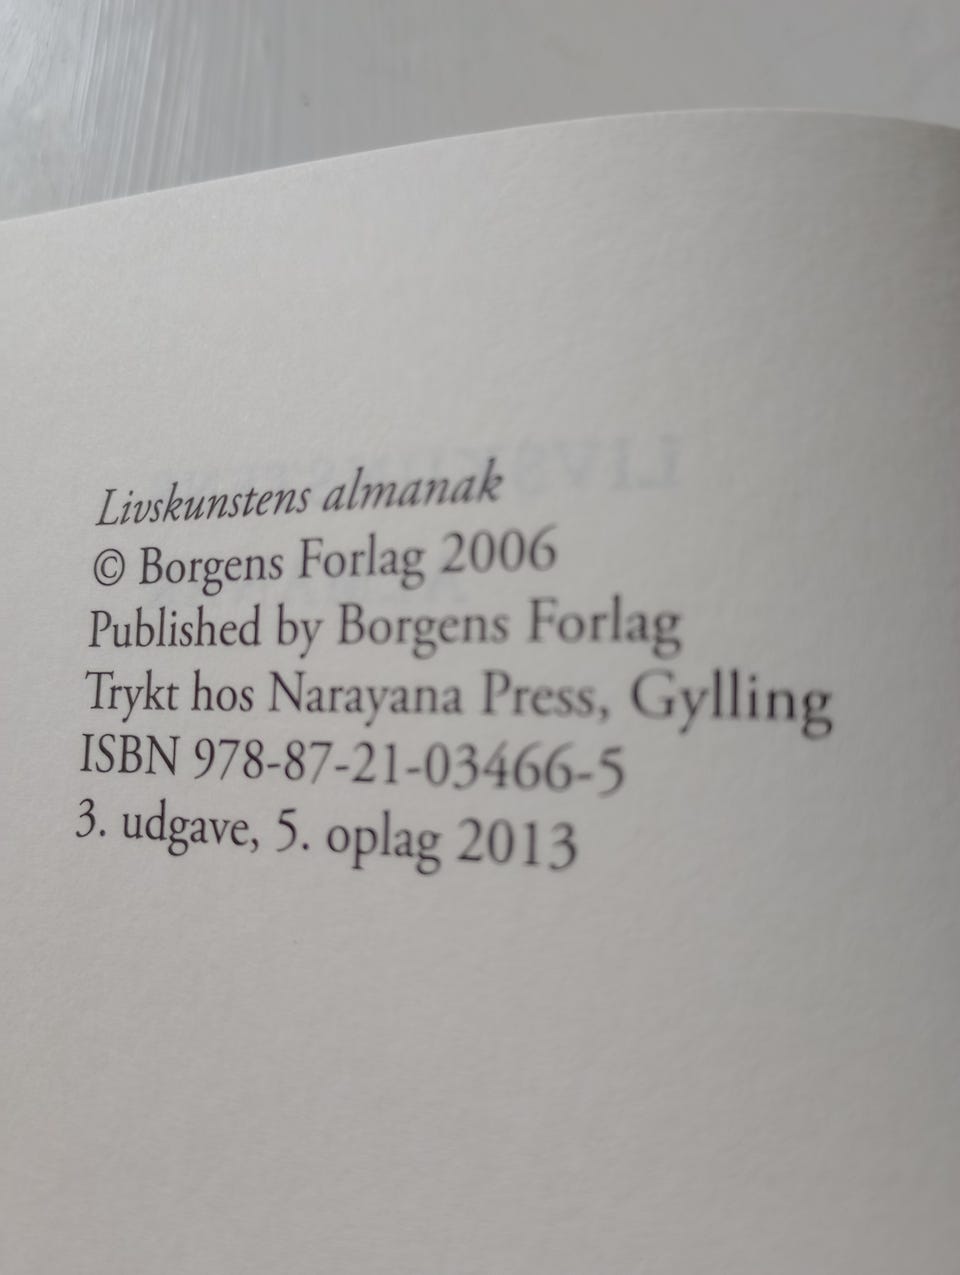 Livskunstens almanak
© Borgens Forlag 2006
Published by Borgens Forlag
Trykt hos Narayana Press, Gylling
ISBN 978-87-21-03466-5
3. udgave, 5. oplag 2013